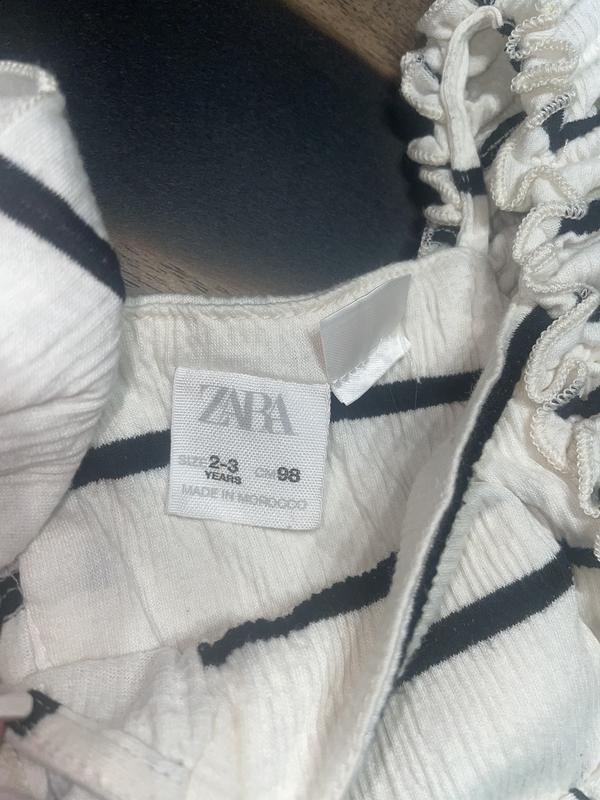 ZARA
SIZE 2-3 CM 98
YEARS
MADE IN MOROCCO